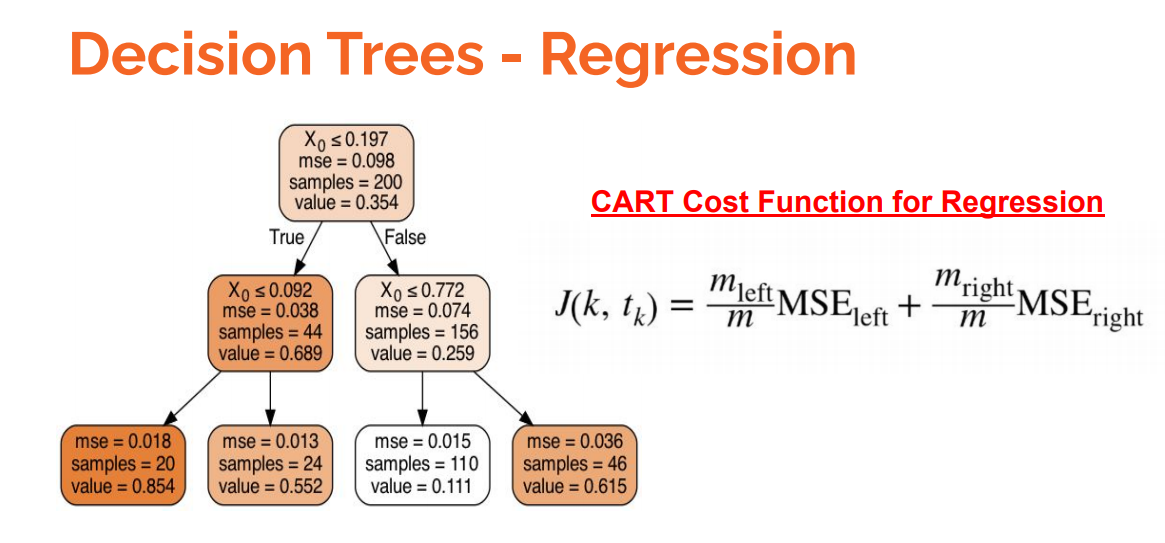 Decision Trees - Regression
X₀ ≤ 0.197
mse = 0.098
samples = 200
value = 0.354
True
False
X₀ ≤ 0.092
mse = 0.038
samples = 44
value = 0.689
X₀ ≤ 0.772
mse = 0.074
samples = 156
value = 0.259
mse = 0.018
samples = 20
value = 0.854
mse = 0.013
samples = 24
value = 0.552
mse = 0.015
samples = 110
value = 0.111
mse = 0.036
samples = 46
value = 0.615
CART Cost Function for Regression
J(k, tₖ) = m_left/m MSE_left + m_right/m MSE_right